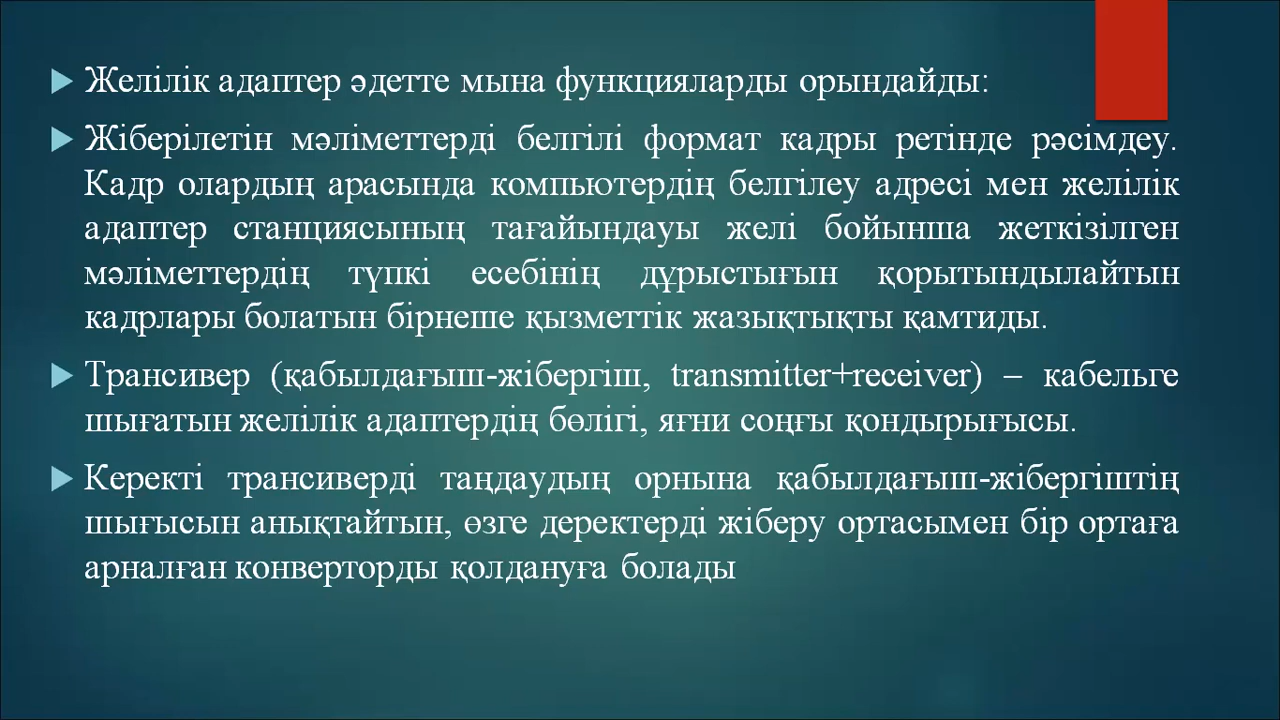 Желілік адаптер әдетте мына функцияларды орындайды:
Жіберілетін мәліметтерді белгілі формат кадры ретінде рәсімдеу.
Кадр олардың арасында компьютердің белгілеу адресі мен желілік
адаптер станциясының тағайындауы желі бойынша жеткізілген
мәліметтердің түпкі есебінің дұрыстығын қорытындылайтын
кадрлары болатын бірнеше қызметтік жазықтықты қамтиды.
Трансивер (қабылдағыш-жібергіш, transmitter+receiver) – кабельге
шығатын желілік адаптердің бөлігі, яғни соңғы қондырығысы.
Керекті трансиверді таңдаудың орнына қабылдағыш-жібергіштің
шығысын анықтайтын, өзге деректерді жіберу ортасымен бір ортаға
арналған конверторды қолдануға болады